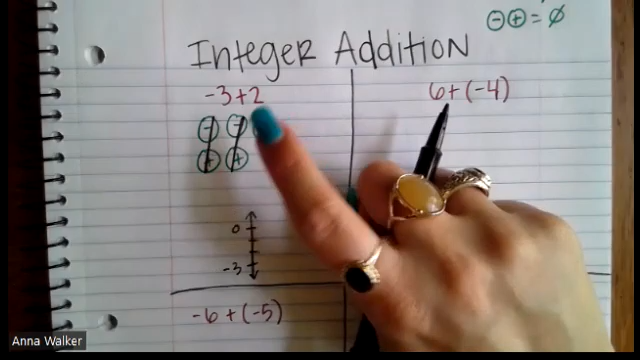 ⊖⊕ = ∅
Integer Addition
-3+2
6+(-4)
⊖ ⊖
⊕ ⊕
0
-3
-6 + (-5)
Anna Walker